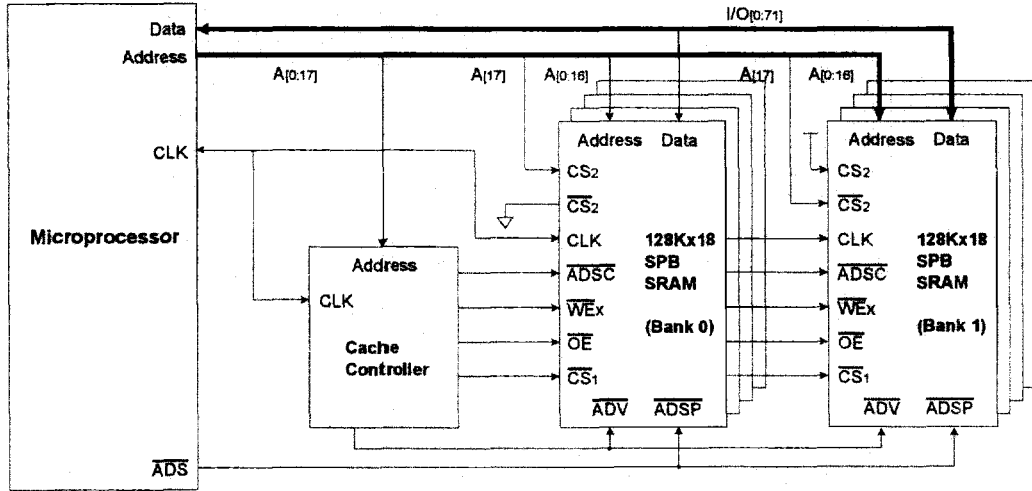 I/O[0:71]
Data
Address
A[0:17] A[17] A[0:16] A[17] A[0:16]
CLK
Microprocessor
ADS
Address
CLK
Cache
Controller
Address Data
CS2
CS2
CLK
ADSC
WEx
OE
CS1
ADV ADSP
128Kx18
SPB
SRAM
(Bank 0)
Address Data
CS2
CS2
CLK
ADSC
WEx
OE
CS1
ADV ADSP
128Kx18
SPB
SRAM
(Bank 1)